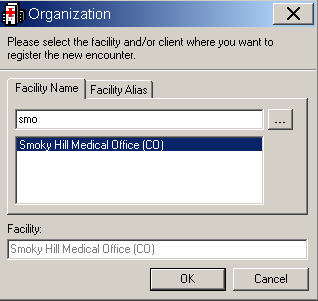 Organization
Please select the facility and/or client where you want to
register the new encounter.
Facility Name Facility Alias
smo ...
Smoky Hill Medical Office (CO)
Facility:
Smoky Hill Medical Office (CO)
OK Cancel